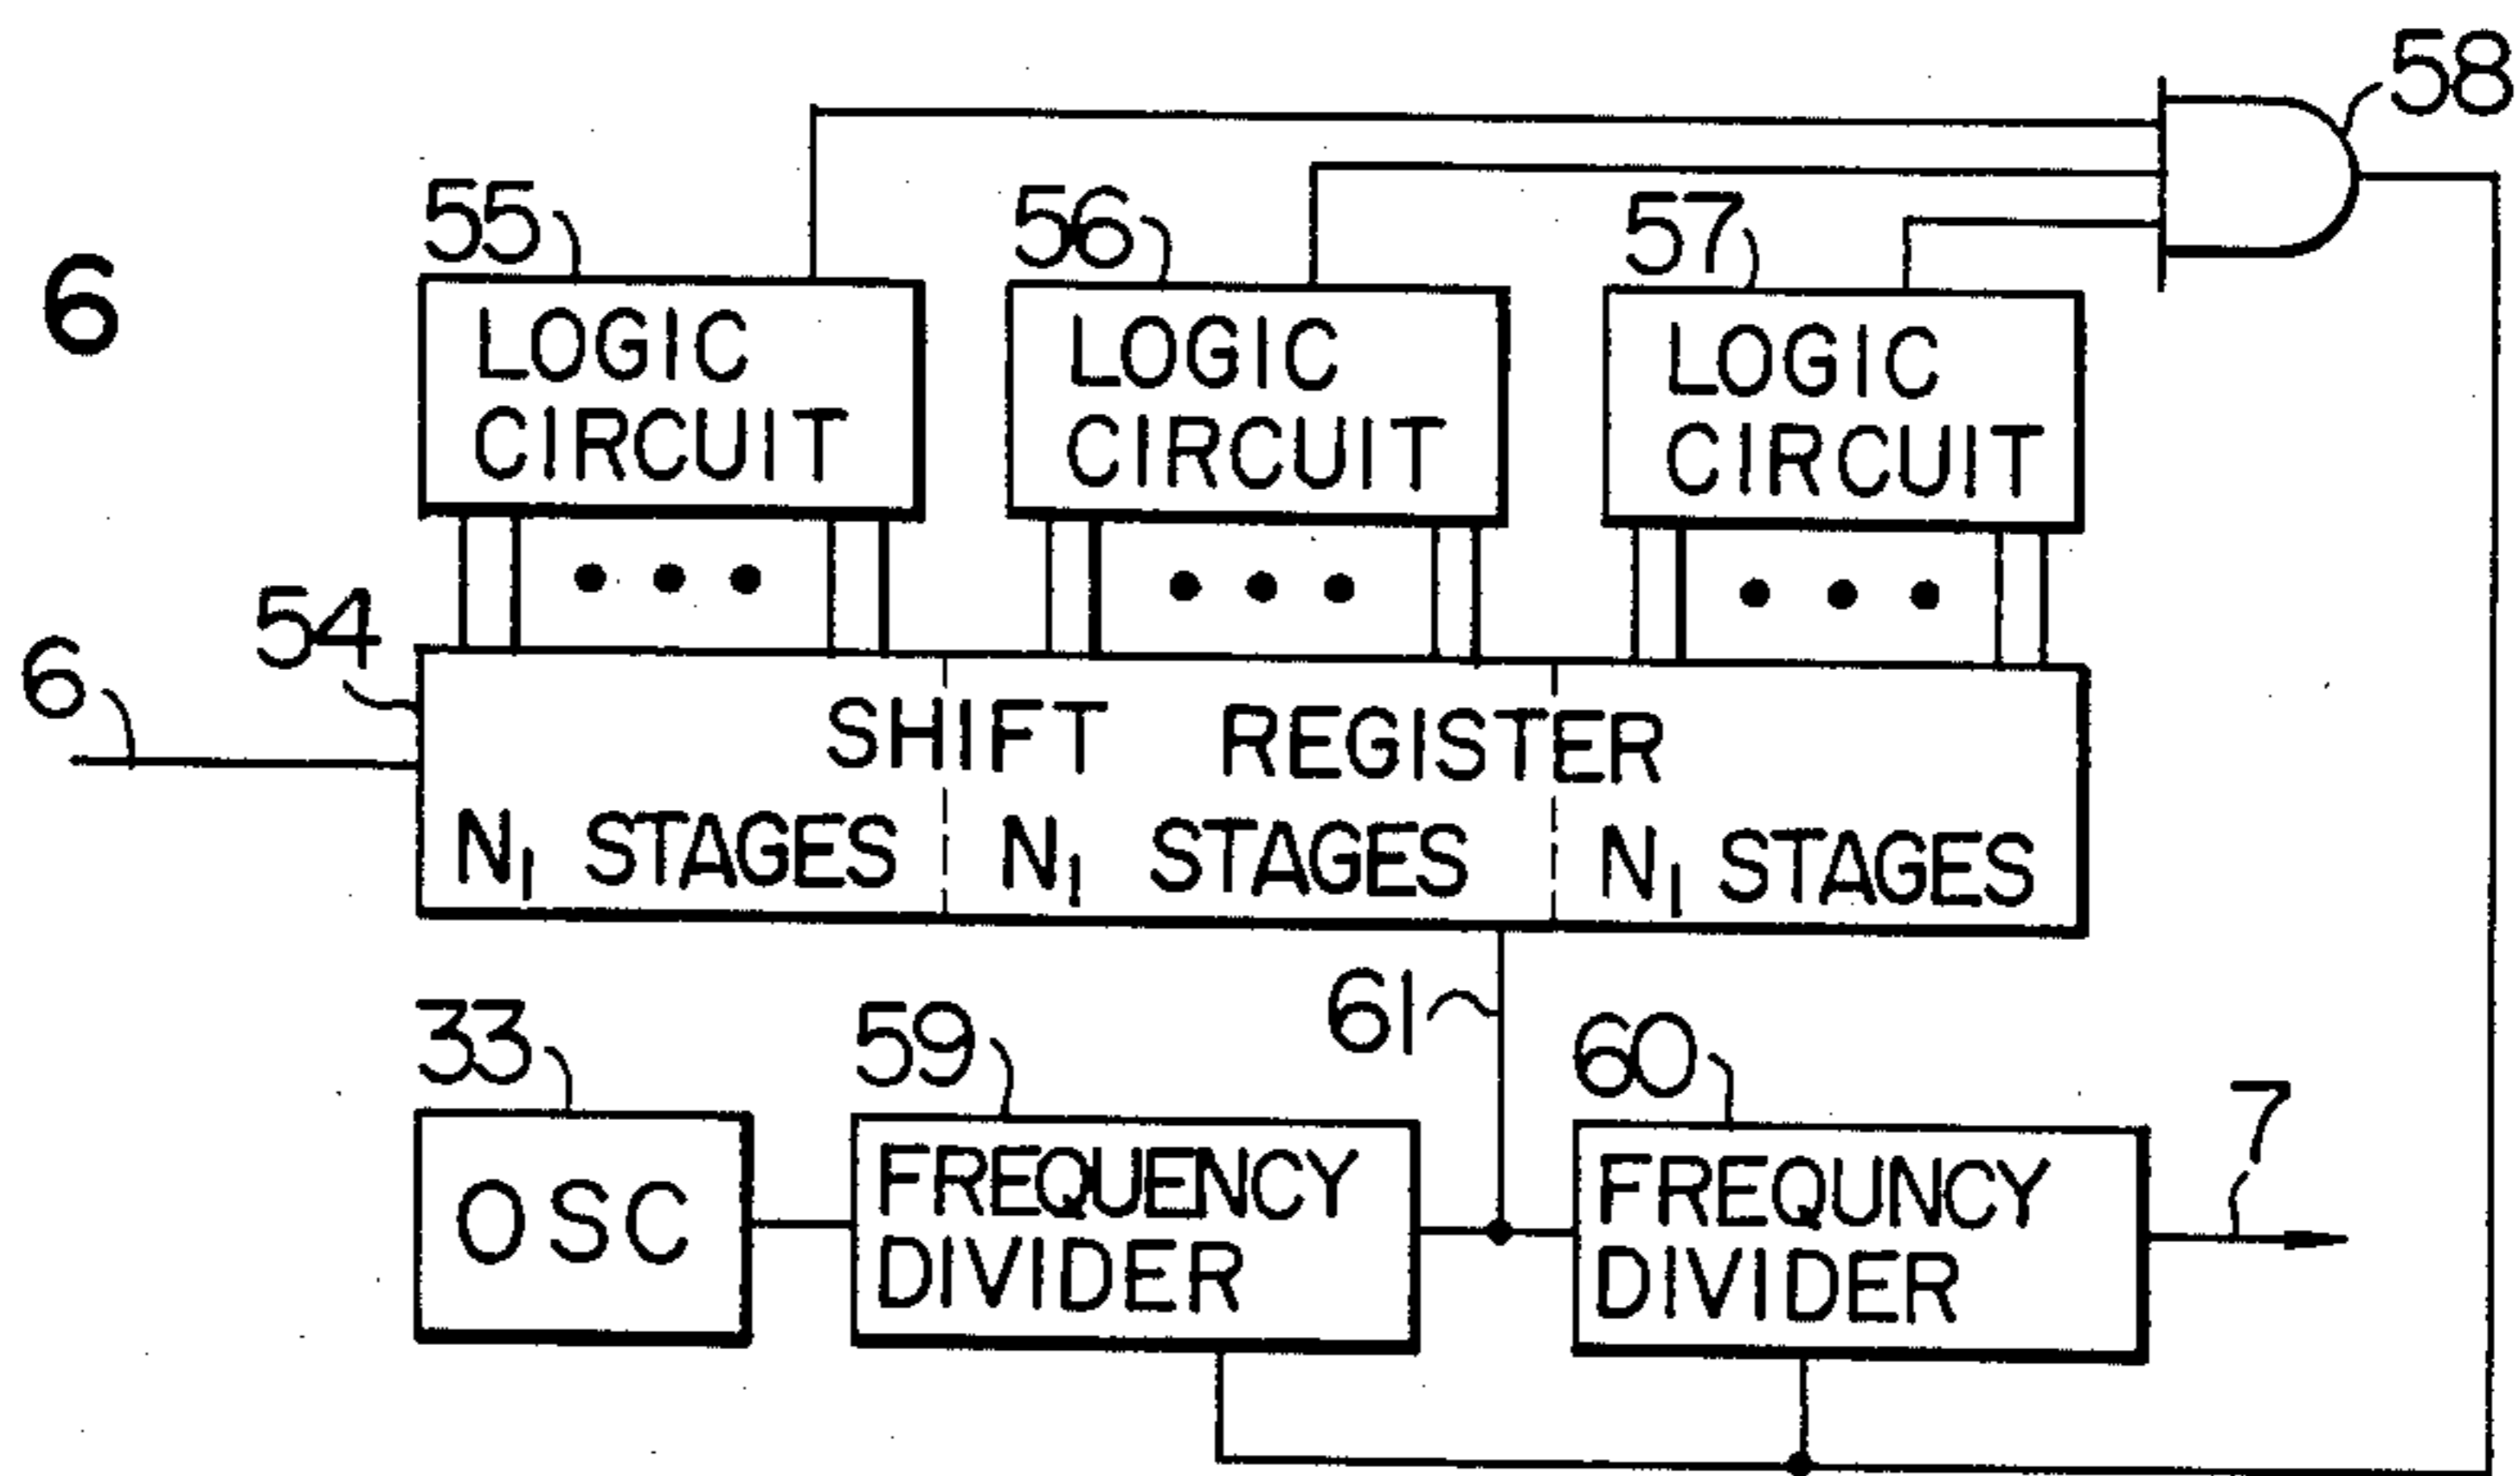 58
55
56
57
6
LOGIC
CIRCUIT
LOGIC
CIRCUIT
LOGIC
CIRCUIT
54
6
SHIFT REGISTER
N1 STAGES
N1 STAGES
N1 STAGES
33
59
61
60
7
OSC
FREQUENCY
DIVIDER
FREQUNCY
DIVIDER